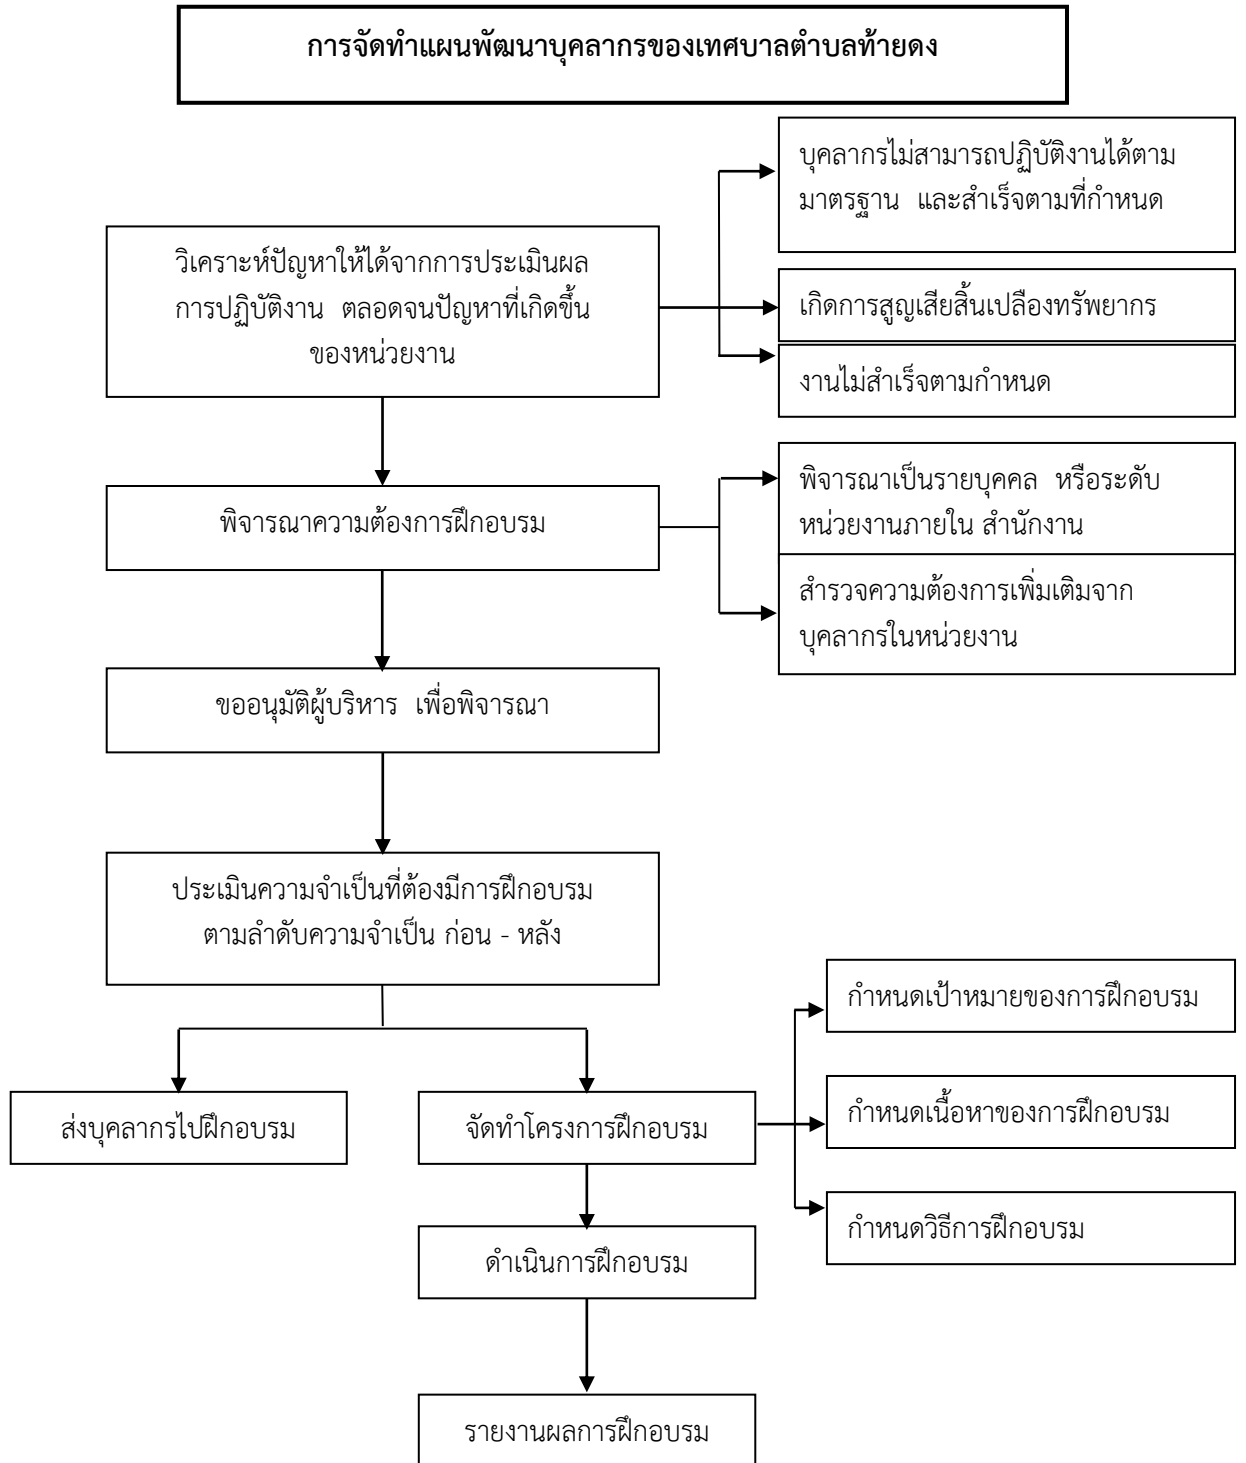 การจัดทำแผนพัฒนาบุคลากรของเทศบาลตำบลท้ายดง
บุคลากรไม่สามารถปฏิบัติงานได้ตาม
มาตรฐาน และสำเร็จตามที่กำหนด
วิเคราะห์ปัญหาให้ได้จากการประเมินผล
การปฏิบัติงาน ตลอดจนปัญหาที่เกิดขึ้น
ของหน่วยงาน
เกิดการสูญเสียสิ้นเปลืองทรัพยากร
งานไม่สำเร็จตามกำหนด
พิจารณาความต้องการฝึกอบรม
พิจารณาเป็นรายบุคคล หรือระดับ
หน่วยงานภายใน สำนักงาน
สำรวจความต้องการเพิ่มเติมจาก
บุคลากรในหน่วยงาน
ขออนุมัติผู้บริหาร เพื่อพิจารณา
ประเมินความจำเป็นที่ต้องมีการฝึกอบรม
ตามลำดับความจำเป็น ก่อน - หลัง
ส่งบุคลากรไปฝึกอบรม
จัดทำโครงการฝึกอบรม
กำหนดเป้าหมายของการฝึกอบรม
กำหนดเนื้อหาของการฝึกอบรม
กำหนดวิธีการฝึกอบรม
ดำเนินการฝึกอบรม
รายงานผลการฝึกอบรม